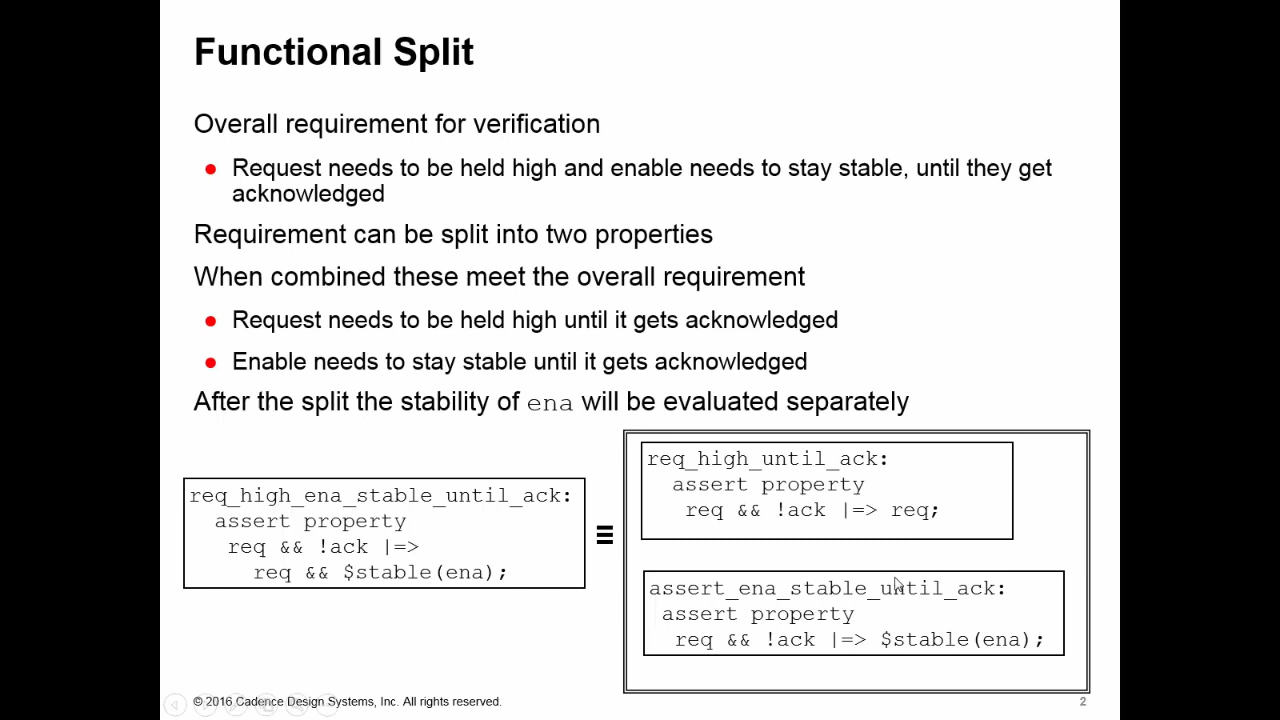 Functional Split
Overall requirement for verification
Request needs to be held high and enable needs to stay stable, until they get
acknowledged
Requirement can be split into two properties
When combined these meet the overall requirement
Request needs to be held high until it gets acknowledged
Enable needs to stay stable until it gets acknowledged
After the split the stability of ena will be evaluated separately
req_high_ena_stable_until_ack:
assert property
req && !ack |=>
req && $stable(ena);
≡
req_high_until_ack:
assert property
req && !ack |=> req;
assert_ena_stable_until_ack:
assert property
req && !ack |=> $stable(ena);
© 2016 Cadence Design Systems, Inc. All rights reserved.
2